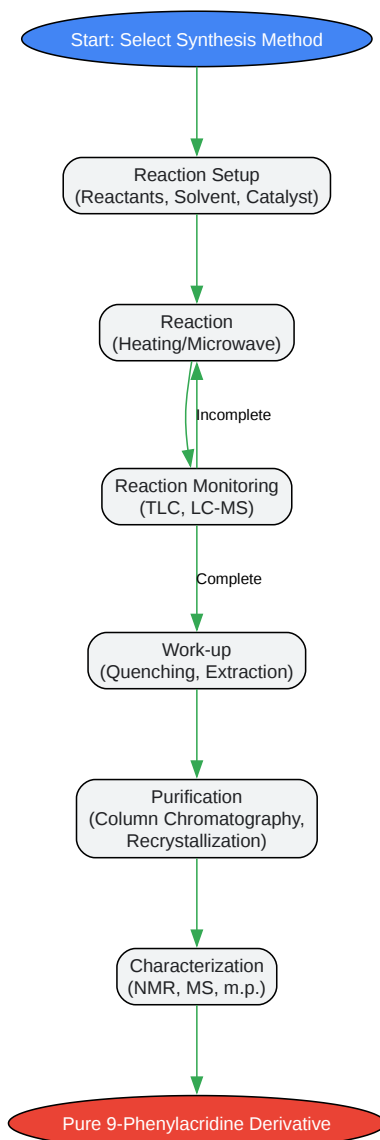 Start: Select Synthesis Method
Reaction Setup
(Reactants, Solvent, Catalyst)
Reaction
(Heating/Microwave)
Incomplete
Reaction Monitoring
(TLC, LC-MS)
Complete
Work-up
(Quenching, Extraction)
Purification
(Column Chromatography,
Recrystallization)
Characterization
(NMR, MS, m.p.)
Pure 9-Phenylacridine Derivative